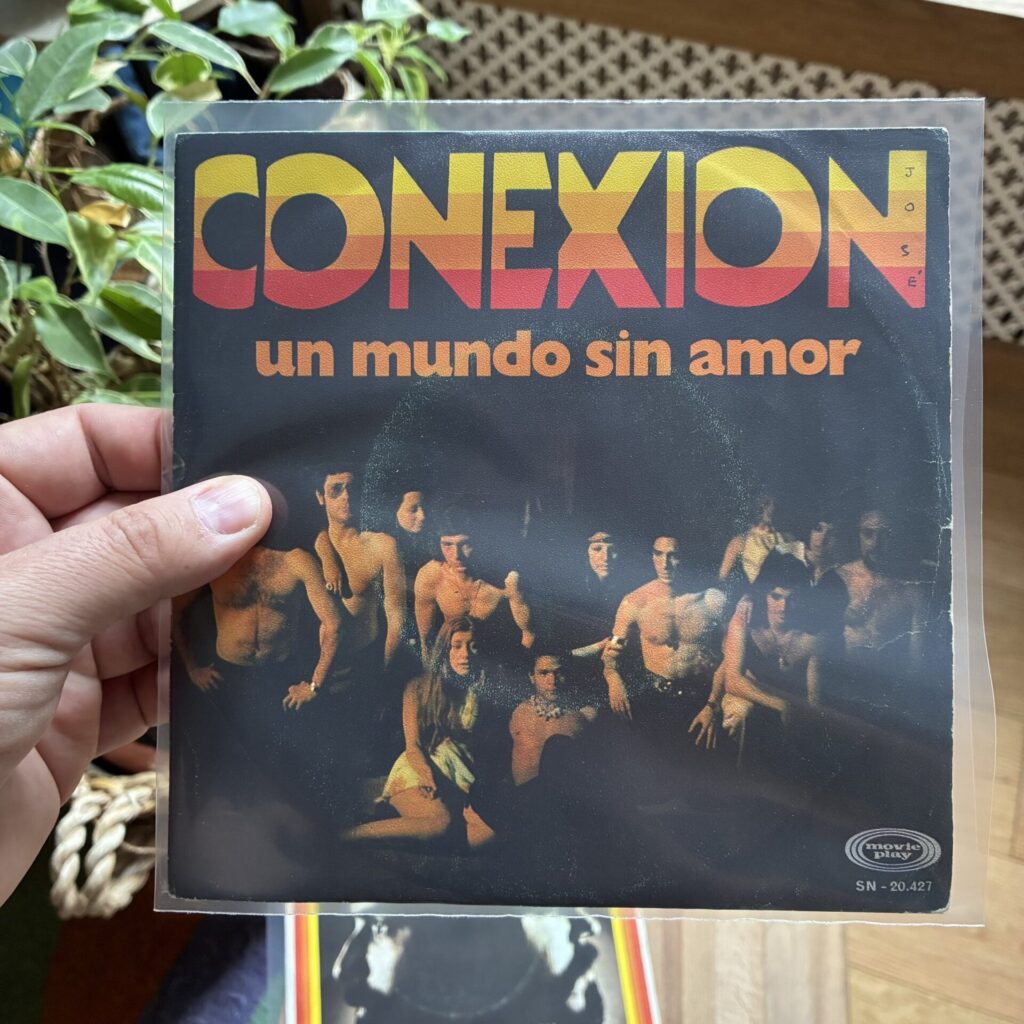 CONEXION
JOSÉ
un mundo sin amor
movie
play
SN - 20.427